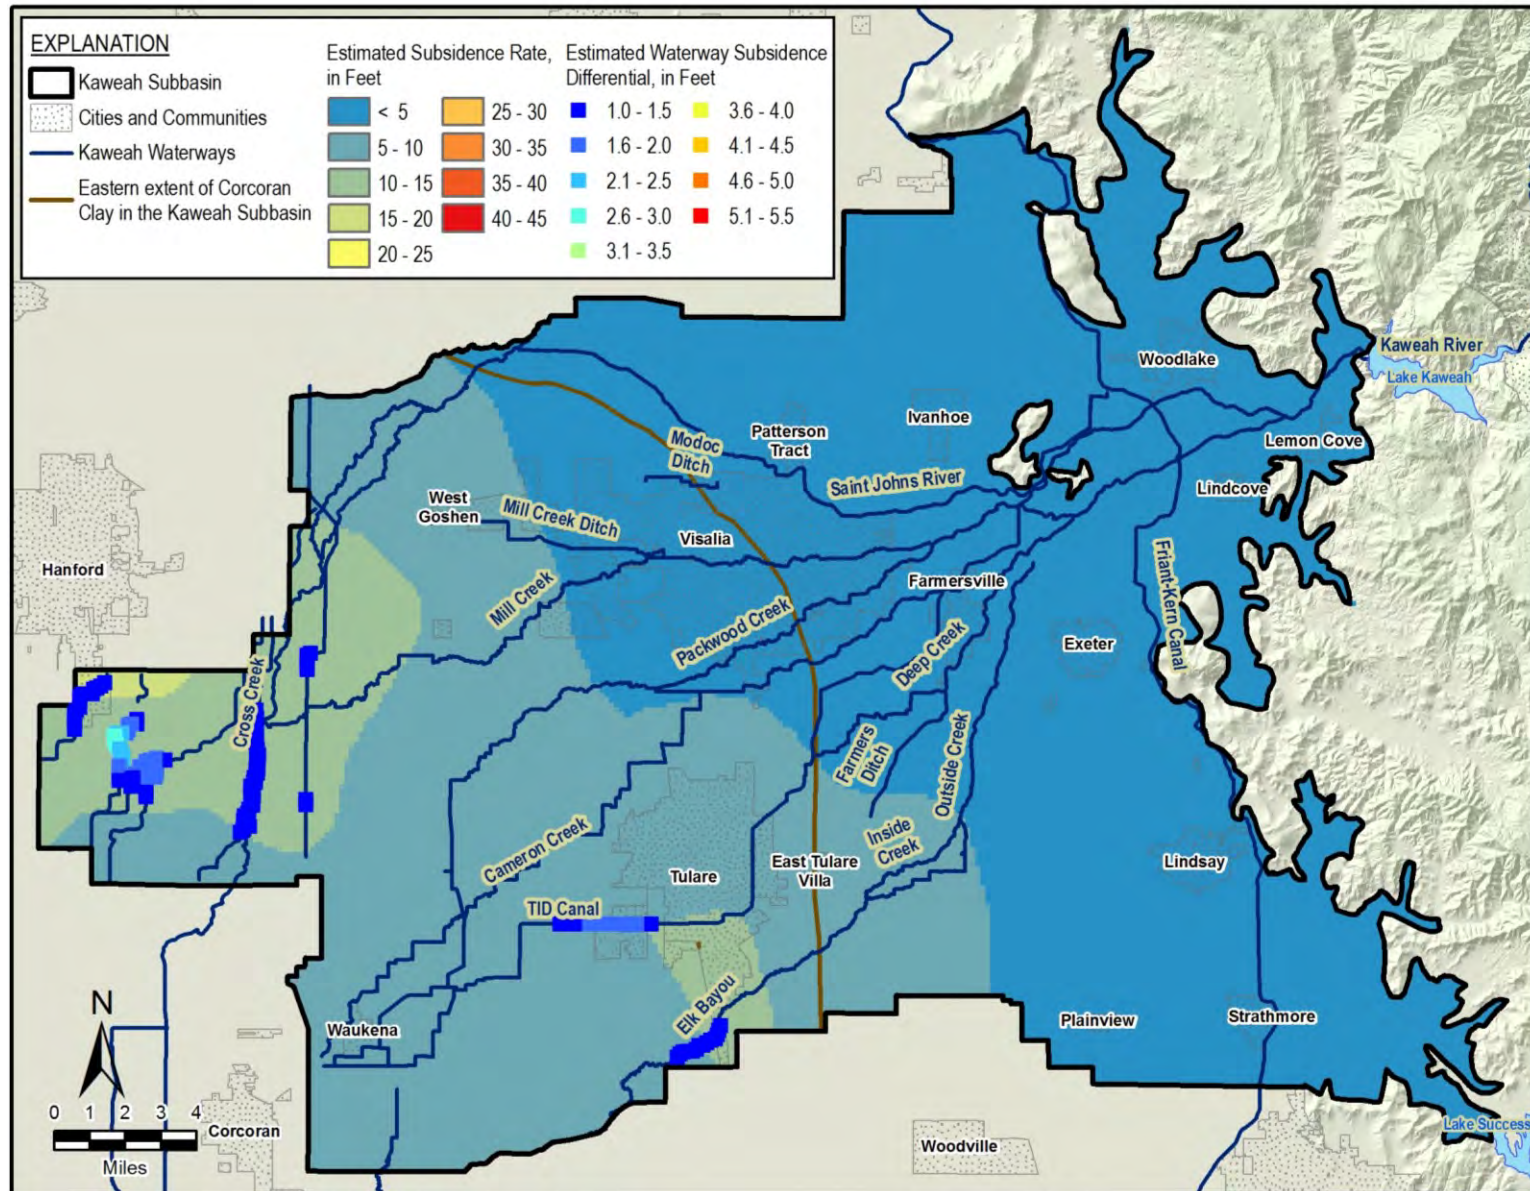 EXPLANATION
Kaweah Subbasin
Cities and Communities
Kaweah Waterways
Eastern extent of Corcoran
Clay in the Kaweah Subbasin
Estimated Subsidence Rate,
in Feet
< 5
5 - 10
10 - 15
15 - 20
20 - 25
25 - 30
30 - 35
35 - 40
40 - 45
Estimated Waterway Subsidence
Differential, in Feet
1.0 - 1.5
1.6 - 2.0
2.1 - 2.5
2.6 - 3.0
3.1 - 3.5
3.6 - 4.0
4.1 - 4.5
4.6 - 5.0
5.1 - 5.5
Kaweah River
Lake Kaweah
Woodlake
Ivanhoe
Patterson
Tract
Modoc
Ditch
Lemon Cove
Saint Johns River
Lindcove
West
Goshen
Mill Creek Ditch
Visalia
Hanford
Farmersville
Friant-Kern Canal
Mill Creek
Packwood Creek
Deep Creek
Exeter
Cross Creek
Farmers
Ditch
Outside Creek
Inside
Creek
Cameron Creek
Tulare
East Tulare
Villa
Lindsay
TID Canal
Elk Bayou
Waukena
Plainview
Strathmore
N
0 1 2 3 4
Miles
Corcoran
Woodville
Lake Success